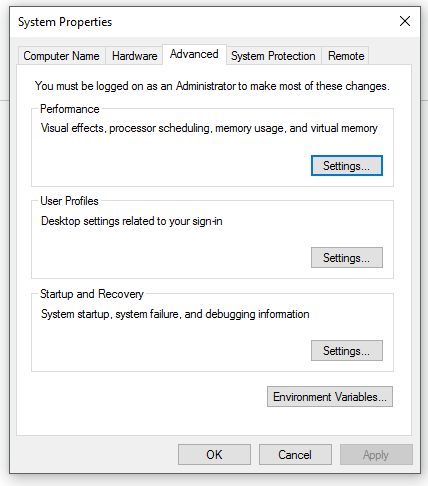 System Properties
Computer Name Hardware Advanced System Protection Remote
You must be logged on as an Administrator to make most of these changes.
Performance
Visual effects, processor scheduling, memory usage, and virtual memory
Settings...
User Profiles
Desktop settings related to your sign-in
Settings...
Startup and Recovery
System startup, system failure, and debugging information
Settings...
Environment Variables...
OK Cancel Apply